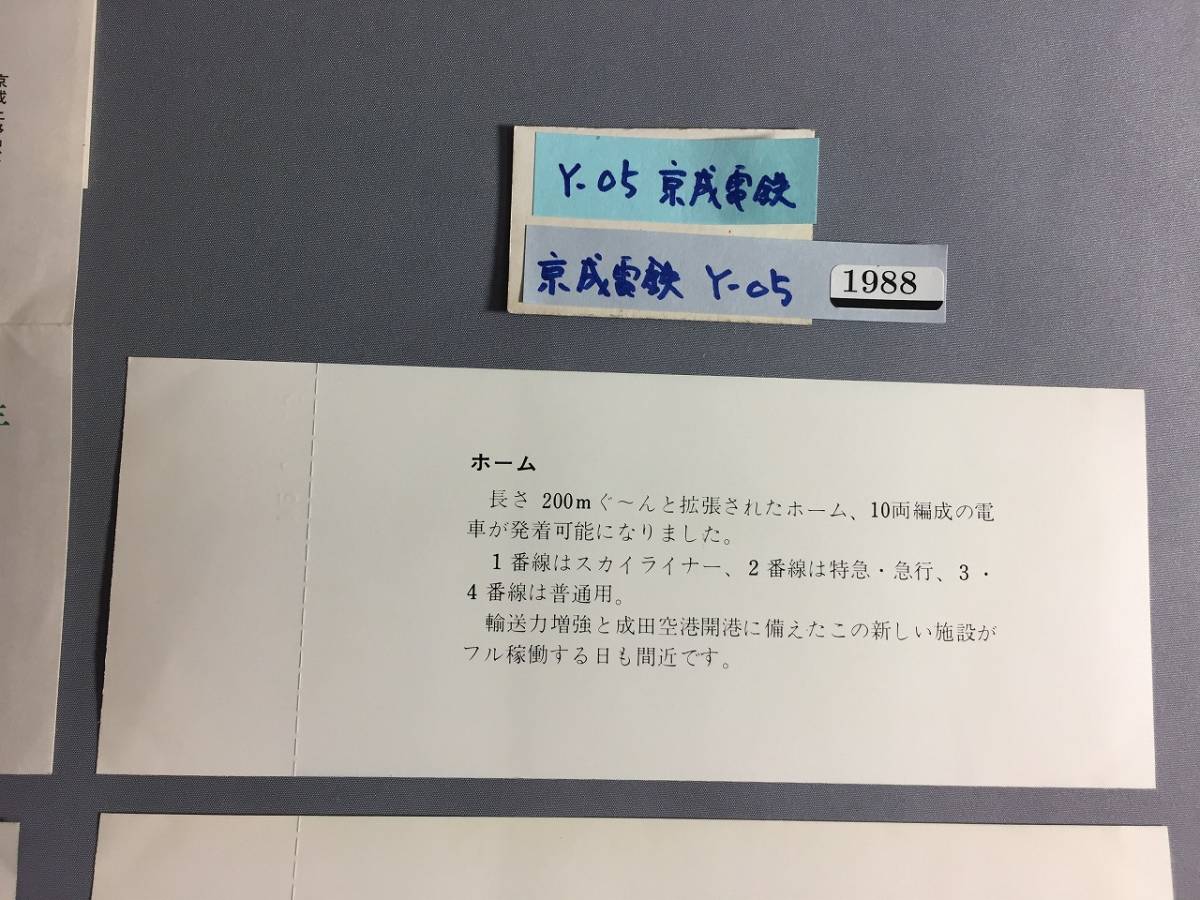 Y-05 京成電鉄
京成電鉄 Y-05
1988
ホーム
長さ 200mぐ〜んと拡張されたホーム、10両編成の電
車が発着可能になりました。
1番線はスカイライナー、2番線は特急・急行、3・
4番線は普通用。
輸送力増強と成田空港開港に備えたこの新しい施設が
フル稼働する日も間近です。